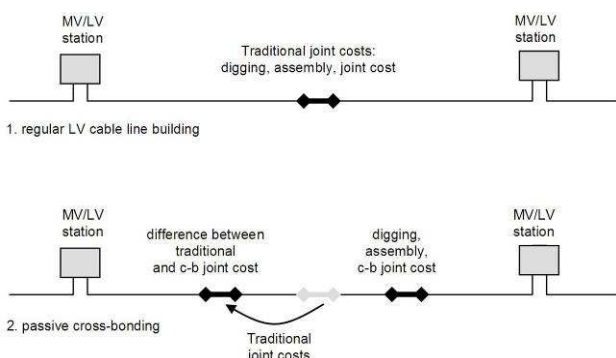 MV/LV
station
Traditional joint costs:
digging, assembly, joint cost
MV/LV
station
1. regular LV cable line building
MV/LV
station
difference between
traditional
and c-b joint cost
digging,
assembly,
c-b joint cost
MV/LV
station
2. passive cross-bonding
Traditional
joint costs